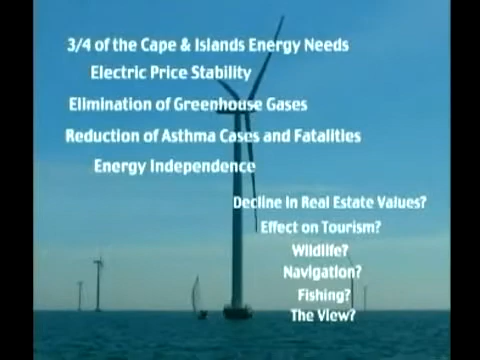 3/4 of the Cape & Islands Energy Needs
Electric Price Stability
Elimination of Greenhouse Gases
Reduction of Asthma Cases and Fatalities
Energy Independence
Decline In Real Estate Values?
Effect on Tourism?
Wildlife?
Navigation?
Fishing?
The View?